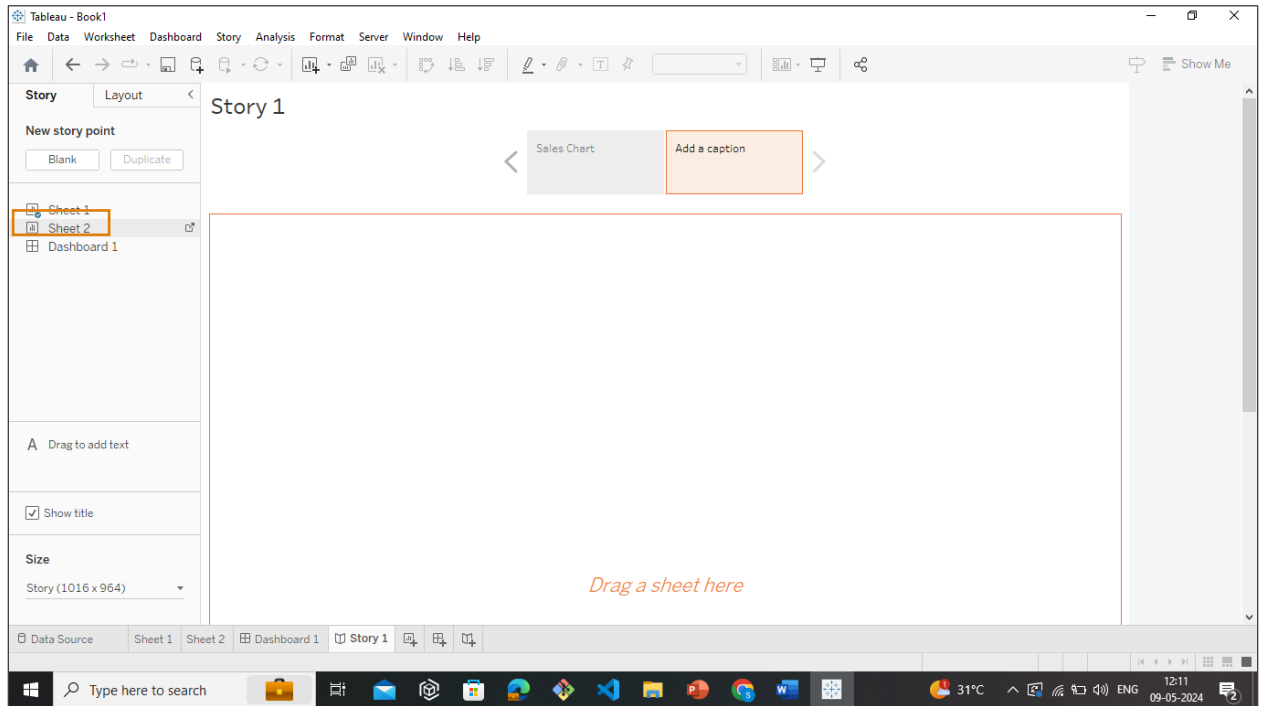 Tableau - Book1
File Data Worksheet Dashboard Story Analysis Format Server Window Help
Show Me
Story Layout
New story point
Blank Duplicate
Sheet 1
Sheet 2
Dashboard 1
Story 1
Sales Chart
Add a caption
Drag a sheet here
A Drag to add text
Show title
Size
Story (1016 x 964)
Data Source Sheet 1 Sheet 2 Dashboard 1 Story 1
Type here to search
31°C
ENG
12:11
09-05-2024
2